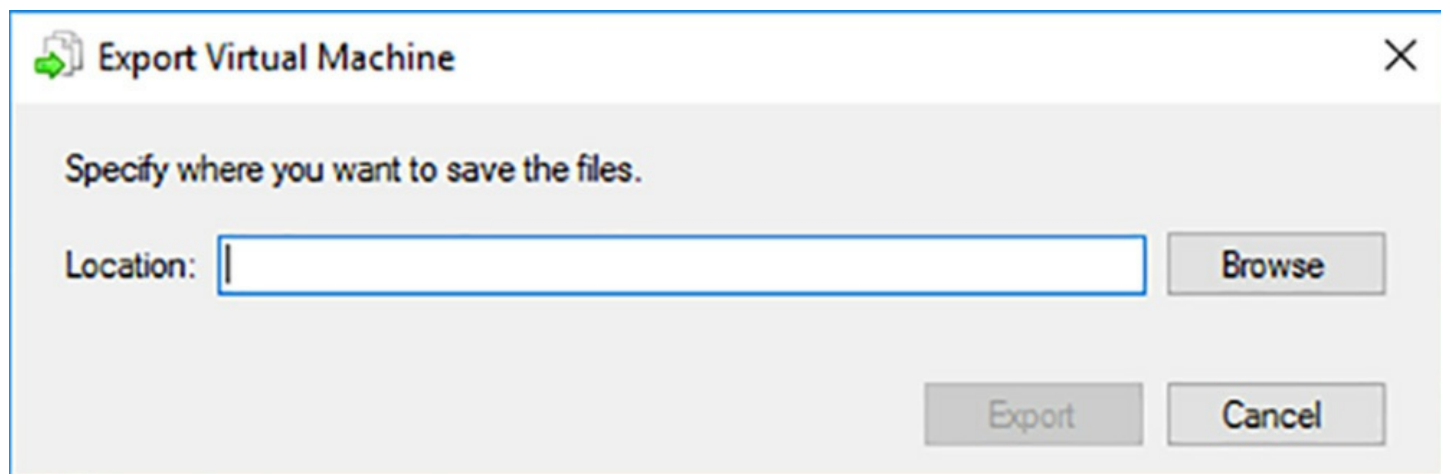 Export Virtual Machine
Specify where you want to save the files.
Location:
Browse
Export
Cancel